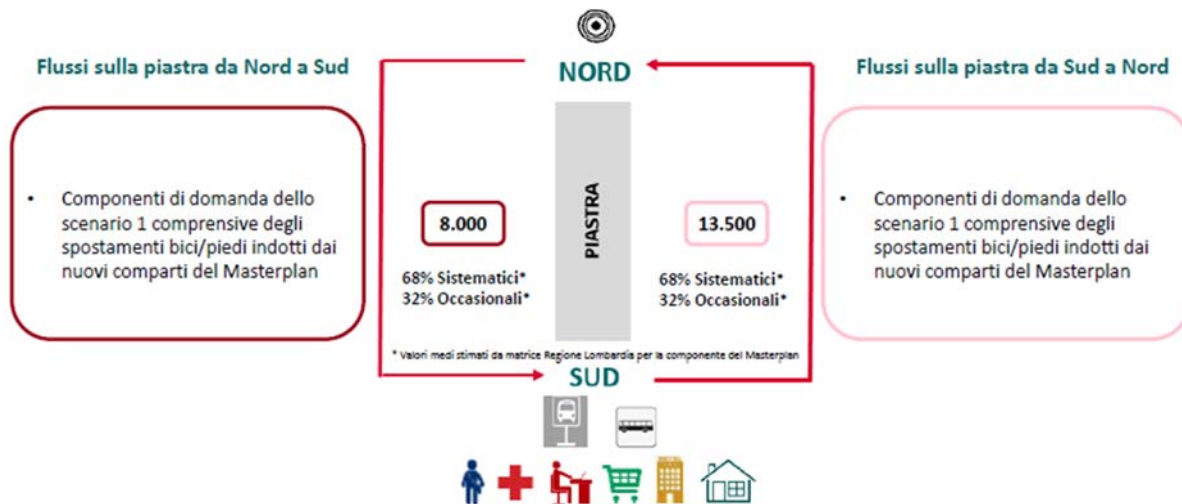 Flussi sulla piastra da Nord a Sud
NORD
Flussi sulla piastra da Sud a Nord
• Componenti di domanda dello
scenario 1 comprensive degli
spostamenti bici/piedi indotti dai
nuovi comparti del Masterplan
8.000
68% Sistematici*
32% Occasionali*
PIASTRA
13.500
68% Sistematici*
32% Occasionali*
• Componenti di domanda dello
scenario 1 comprensive degli
spostamenti bici/piedi indotti dai
nuovi comparti del Masterplan
* Valori medi stimati da matrice Regione Lombardia per la componente del Masterplan
SUD